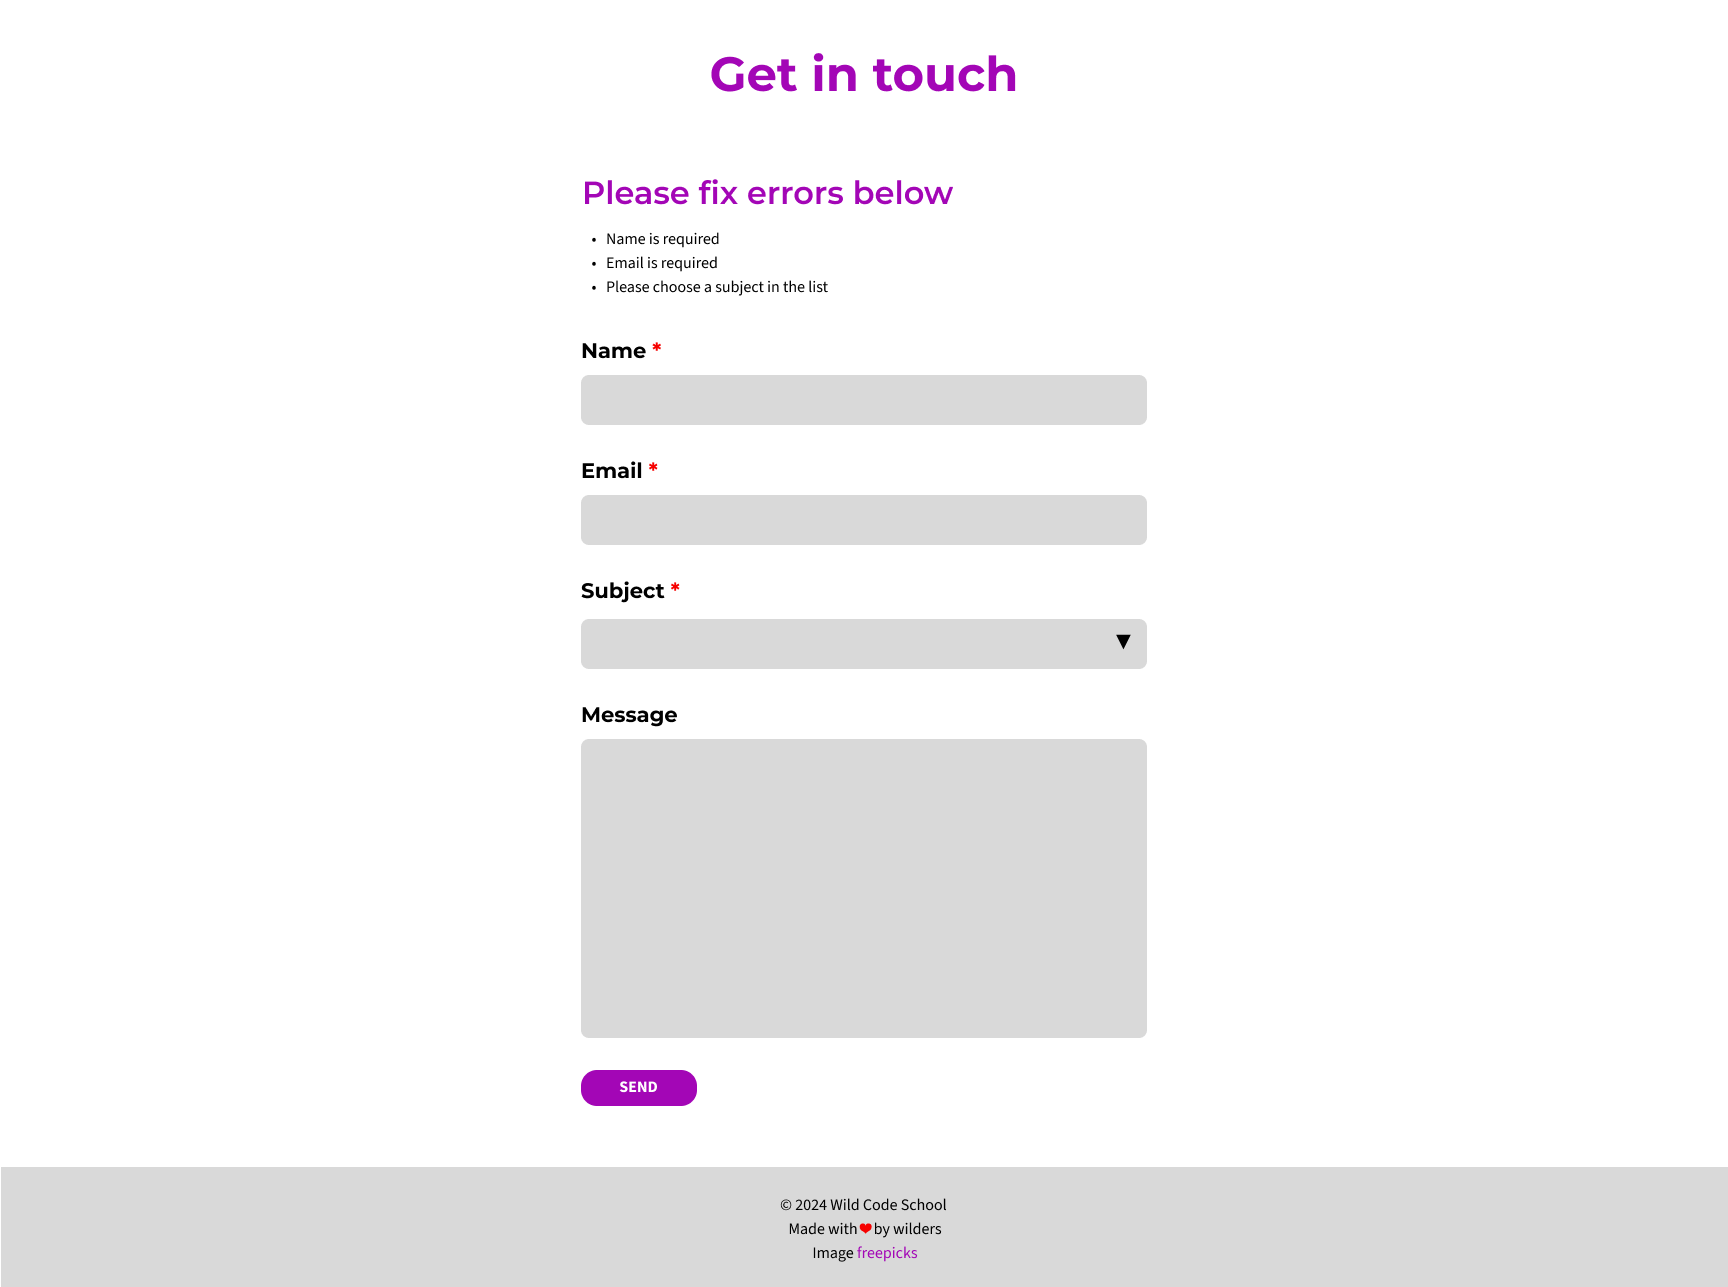 Get in touch
Please fix errors below
• Name is required
• Email is required
• Please choose a subject in the list
Name *
Email *
Subject *
▼
Message
SEND
© 2024 Wild Code School
Made with❤by wilders
Image freepicks